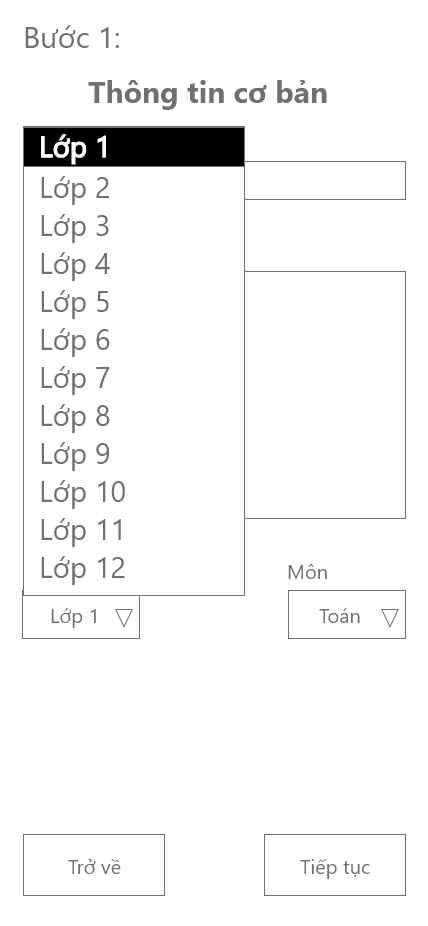 Bước 1:
Thông tin cơ bản
Lớp 1
Lớp 2
Lớp 3
Lớp 4
Lớp 5
Lớp 6
Lớp 7
Lớp 8
Lớp 9
Lớp 10
Lớp 11
Lớp 12
Môn
Lớp 1
Toán
Trở về
Tiếp tục